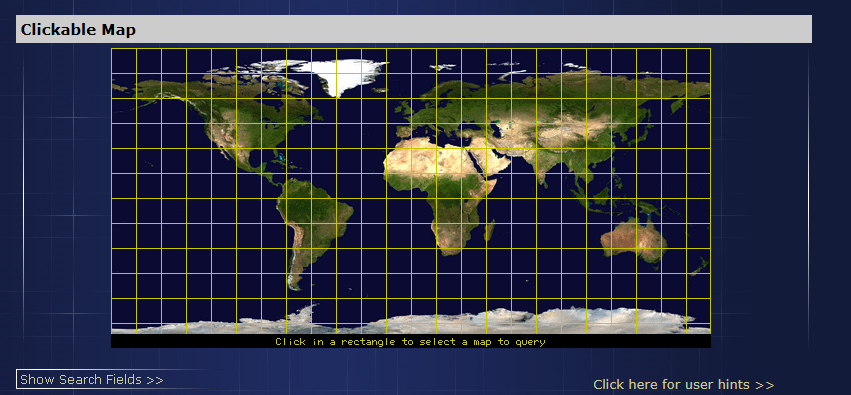 Clickable Map
Click in a rectangle to select a map to query
Show Search Fields >>
Click here for user hints >>